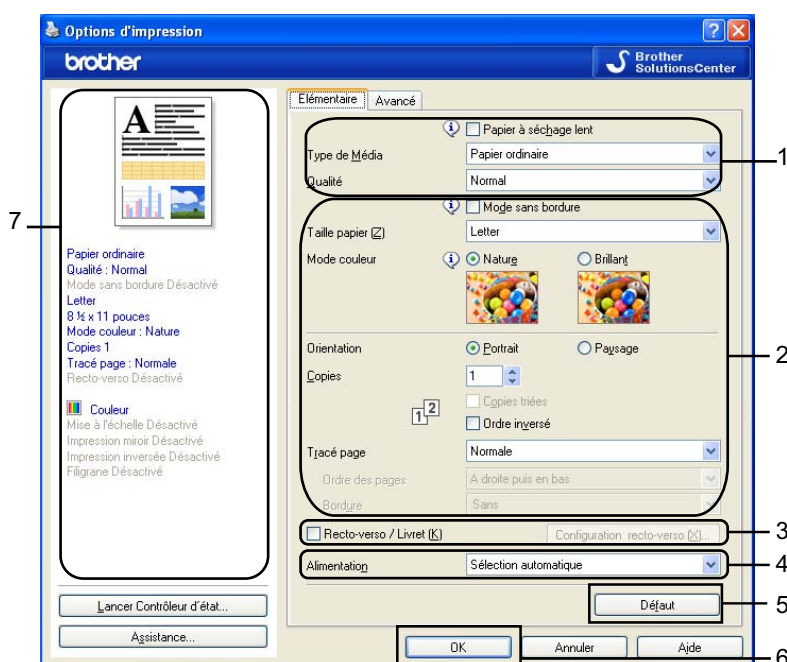 Options d'impression
brother
Brother
SolutionsCenter
Elémentaire
Avancé
A
Papier à séchage lent
Type de Média
Papier ordinaire
Qualité
Normal
1
Mode sans bordure
Taille papier (Z)
Letter
Mode couleur
Nature
Brillant
Orientation
Portrait
Paysage
Copies
1
Copies triées
Ordre inversé
12
Tracé page
Normale
Ordre des pages
A droite puis en bas
Bordure
Sans
2
Recto-verso / Livret (K)
Configuration recto-verso (X)...
3
Alimentation
Sélection automatique
4
Défaut
5
7
Papier ordinaire
Qualité : Normal
Mode sans bordure Désactivé
Letter
8 ½ x 11 pouces
Mode couleur : Nature
Copies 1
Tracé page : Normale
Recto-verso Désactivé
Couleur
Mise à l'échelle Désactivé
Impression miroir Désactivé
Impression inversée Désactivé
Filigrane Désactivé
Lancer Contrôleur d´état...
Assistance...
OK
Annuler
Aide
6